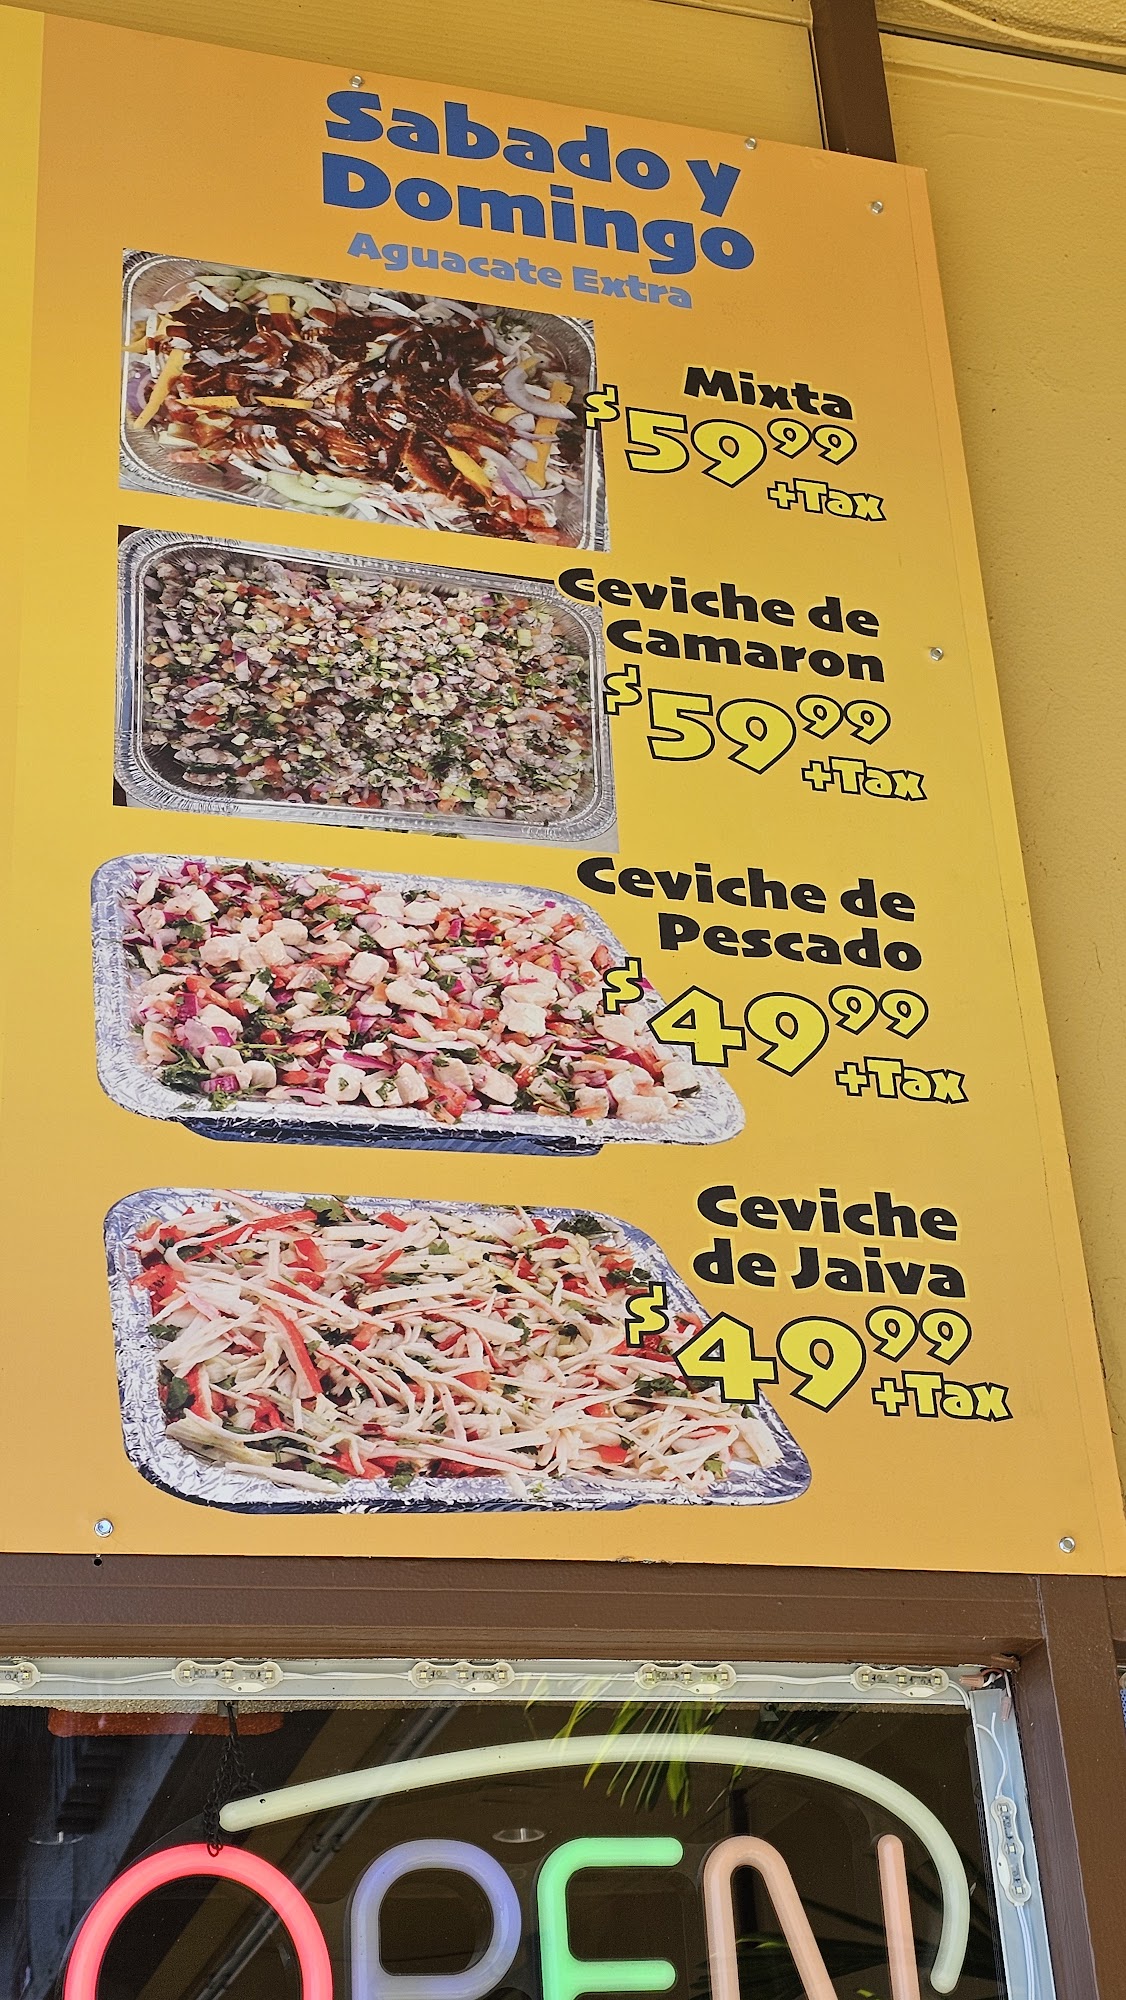 Sabado y
Domingo
Aguacate Extra
Mixta
$59 99
+Tax
Ceviche de
Camaron
$59 99
+Tax
Ceviche de
Pescado
$49 99
+Tax
Ceviche
de Jaiva
$49 99
+Tax
OPEN